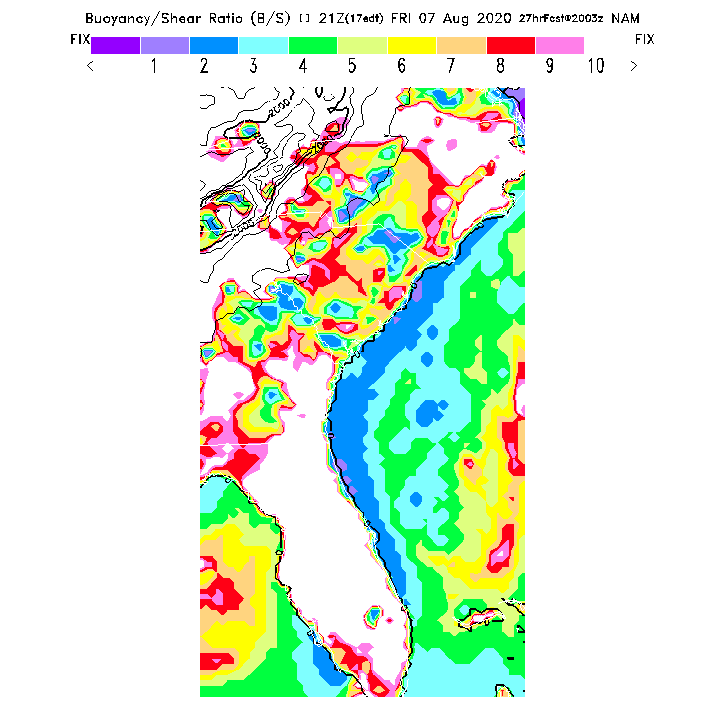 Buoyancy/Shear Ratio (B/S) [] 21Z(17edt) FRI 07 Aug 2020 27hrFcst@2003z NAM
FIX FIX
< 1 2 3 4 5 6 7 8 9 10 >
2000